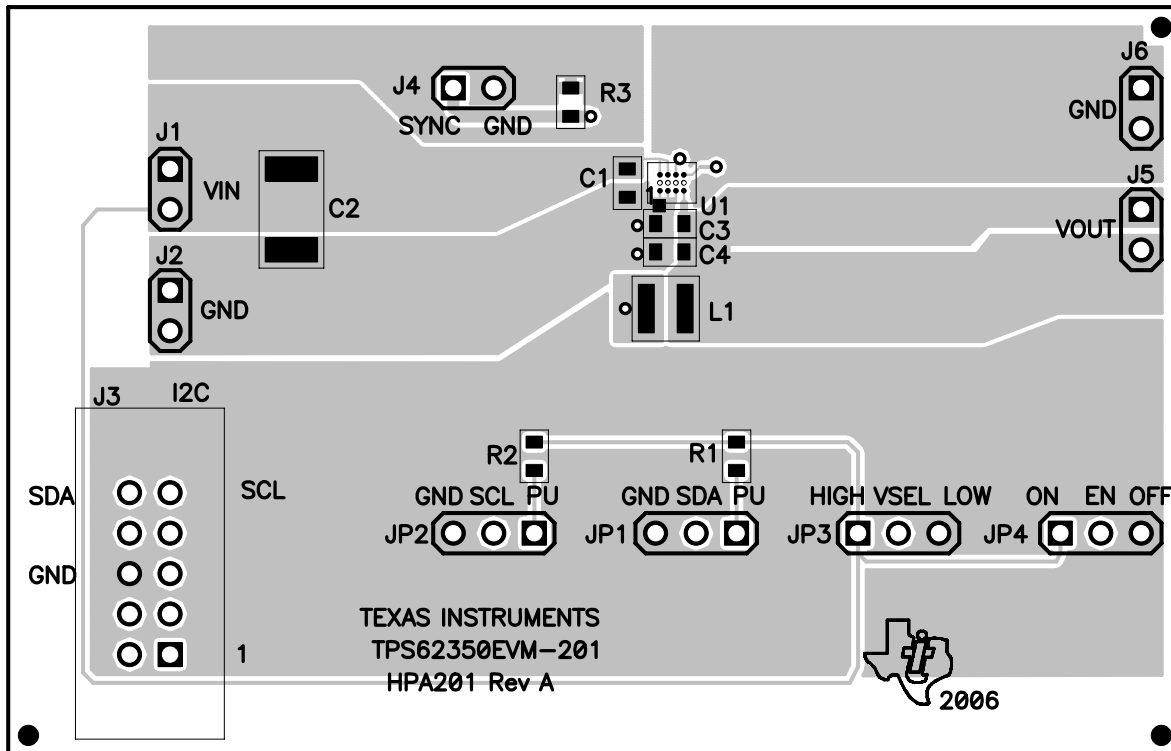 J6
J4
R3
GND
SYNC GND
J1
VIN
C2
C1
1
U1
J5
C3
VOUT
C4
J2
GND
L1
J3
I2C
R2
R1
SDA
SCL
GND SCL PU
GND SDA PU
HIGH VSEL LOW
ON EN OFF
JP2
JP1
JP3
JP4
GND
TEXAS INSTRUMENTS
TPS62350EVM-201
HPA201 Rev A
1
2006